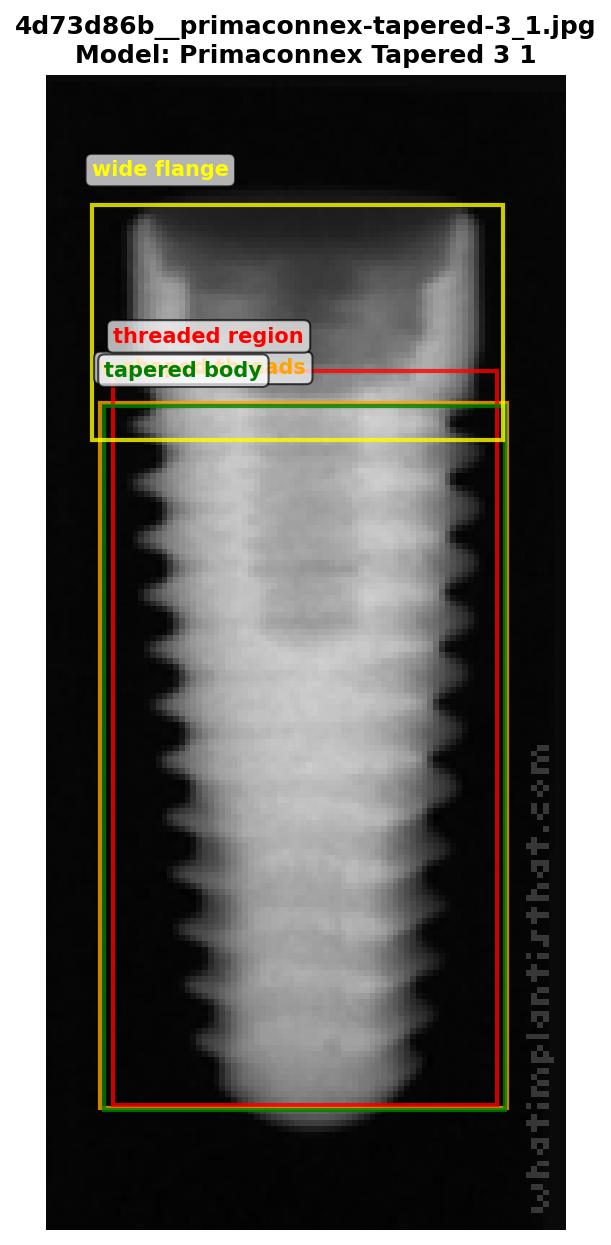 4d73d86b__primaconnex-tapered-3_1.jpg
Model: Primaconnex Tapered 3 1
wide flange
threaded region
tapered body
whatimplantisthat.com